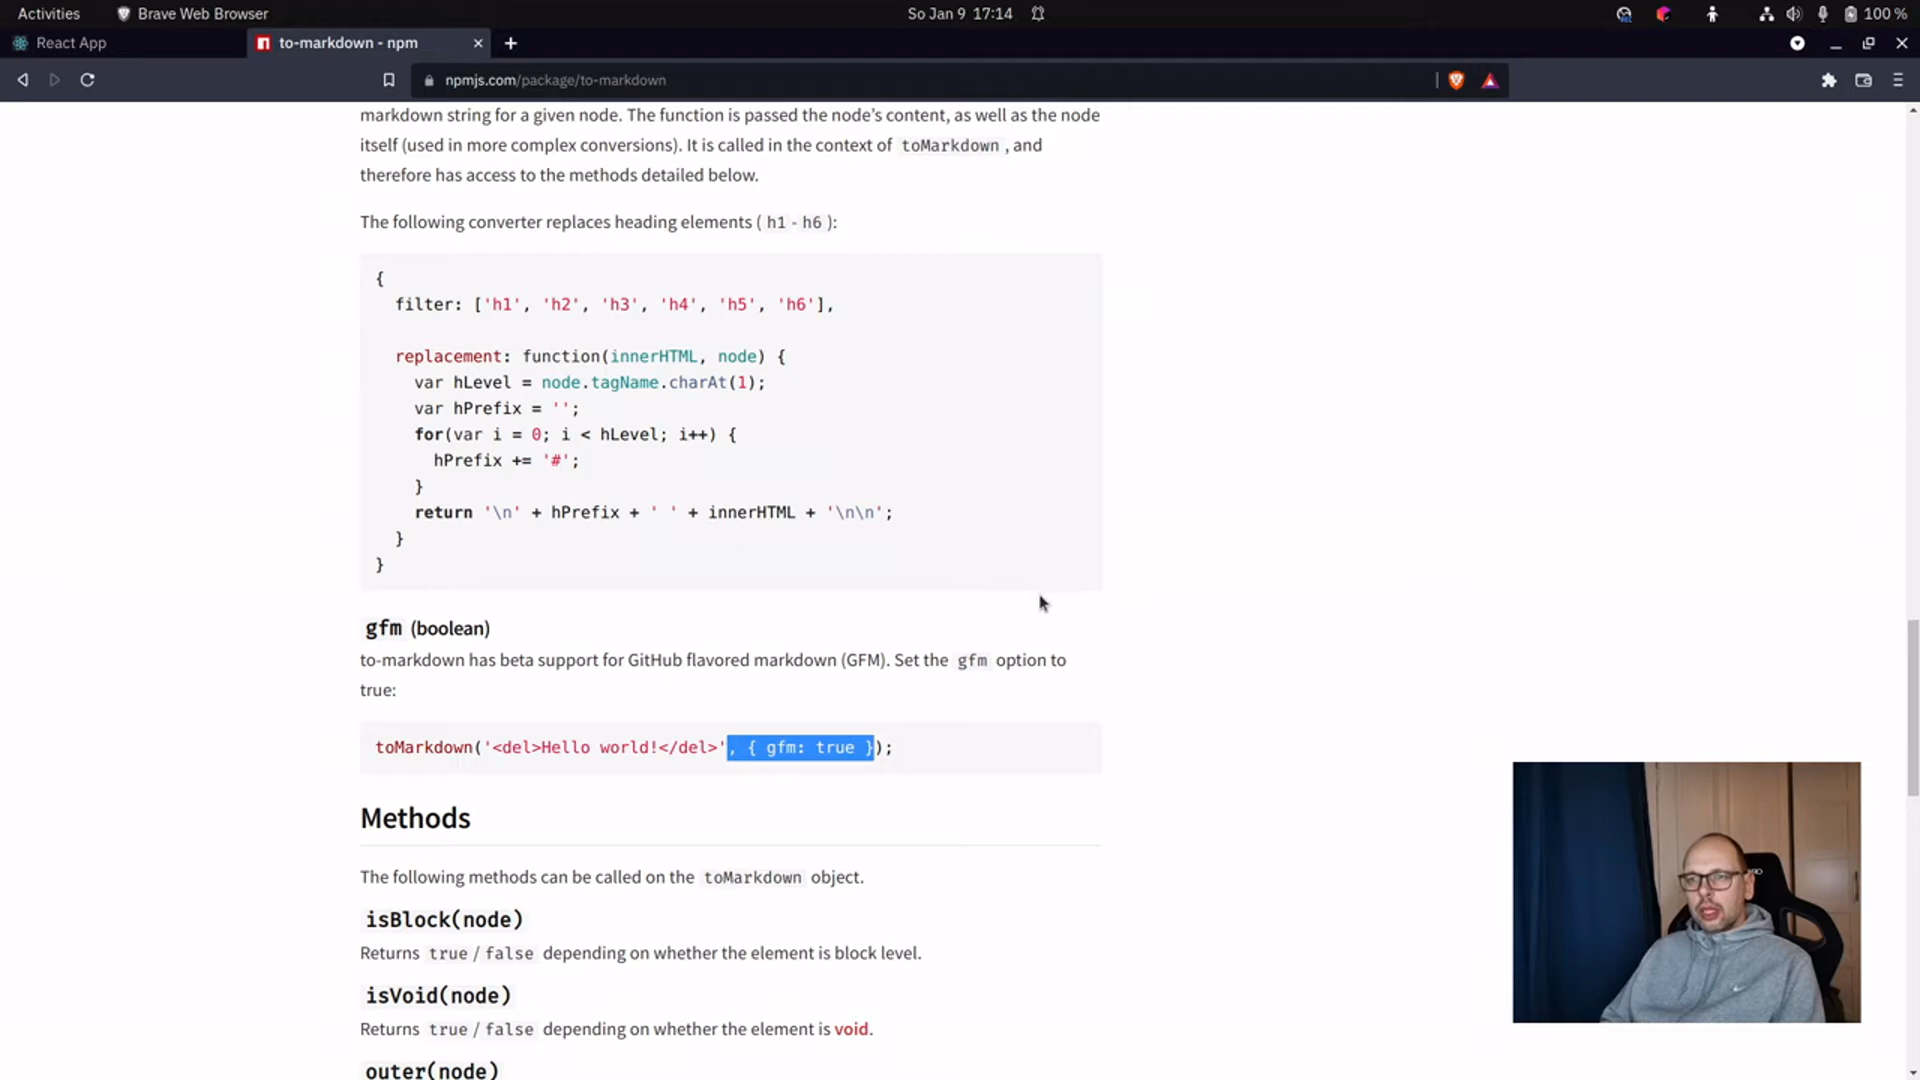 Activities
Brave Web Browser
So Jan 9 17:14
100 %
React App
to-markdown - npm
npmjs.com/package/to-markdown
markdown string for a given node. The function is passed the node's content, as well as the node
itself (used in more complex conversions). It is called in the context of toMarkdown , and
therefore has access to the methods detailed below.
The following converter replaces heading elements ( h1 - h6 ):
{
filter: ['h1', 'h2', 'h3', 'h4', 'h5', 'h6'],
replacement: function(innerHTML, node) {
var hLevel = node.tagName.charAt(1);
var hPrefix = '';
for(var i = 0; i < hLevel; i++) {
hPrefix += '#';
}
return '\n' + hPrefix + ' ' + innerHTML + '\n\n';
}
}
gfm (boolean)
to-markdown has beta support for GitHub flavored markdown (GFM). Set the gfm option to
true:
toMarkdown('<del>Hello world!</del>', { gfm: true });
Methods
The following methods can be called on the toMarkdown object.
isBlock(node)
Returns true / false depending on whether the element is block level.
isVoid(node)
Returns true / false depending on whether the element is void.
outer(node)